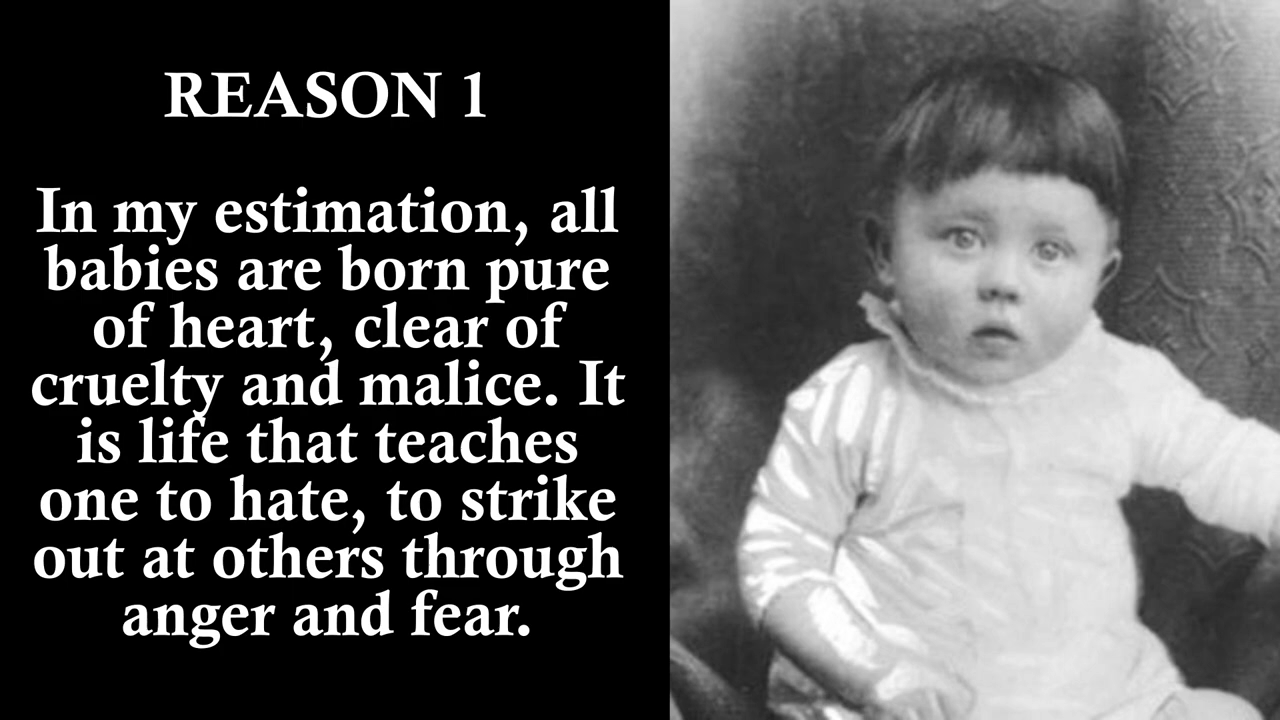 REASON 1
In my estimation, all
babies are born pure
of heart, clear of
cruelty and malice. It
is life that teaches
one to hate, to strike
out at others through
anger and fear.